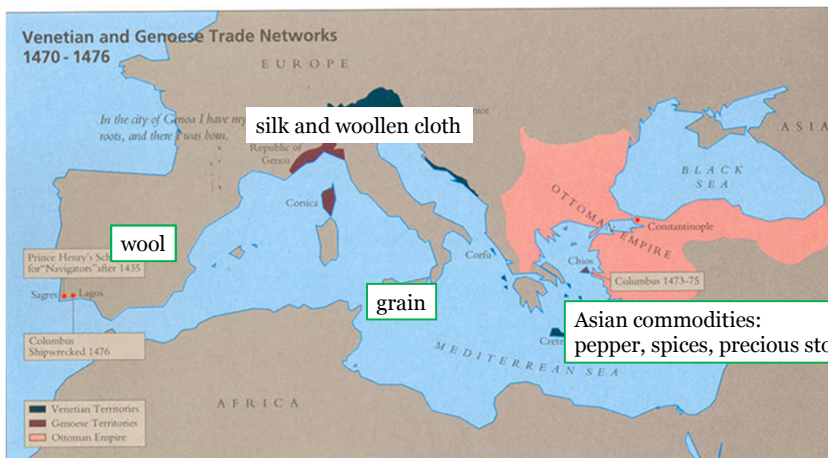 Venetian and Genoese Trade Networks
1470 - 1476
EUROPE
In the city of Genoa I have my
roots, and there I was born.
silk and woollen cloth
Republic of
Genoa
ASIA
BLACK
SEA
OTTOMAN EMPIRE
Constantinople
Corsica
wool
Prince Henry's
for "Navigators" after 1435
Corfu
Chios
Columbus 1473-75
Sagres
Lagos
grain
Asian commodities:
pepper, spices, precious
Crete
Columbus
Shipwrecked 1476
MEDITERREAN SEA
AFRICA
Venetian Territories
Genoese Territories
Ottoman Empire